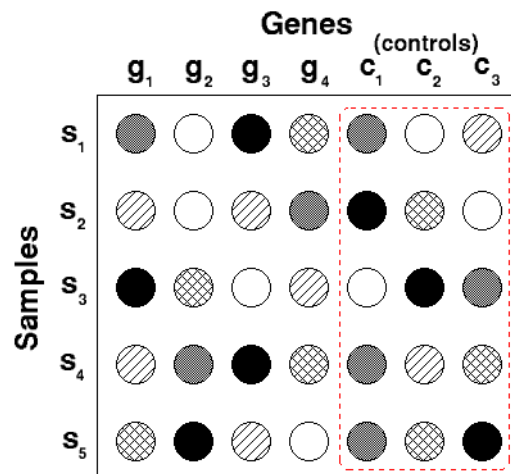 Genes
(controls)
g1 g2 g3 g4 c1 c2 c3
Samples
s1
s2
s3
s4
s5